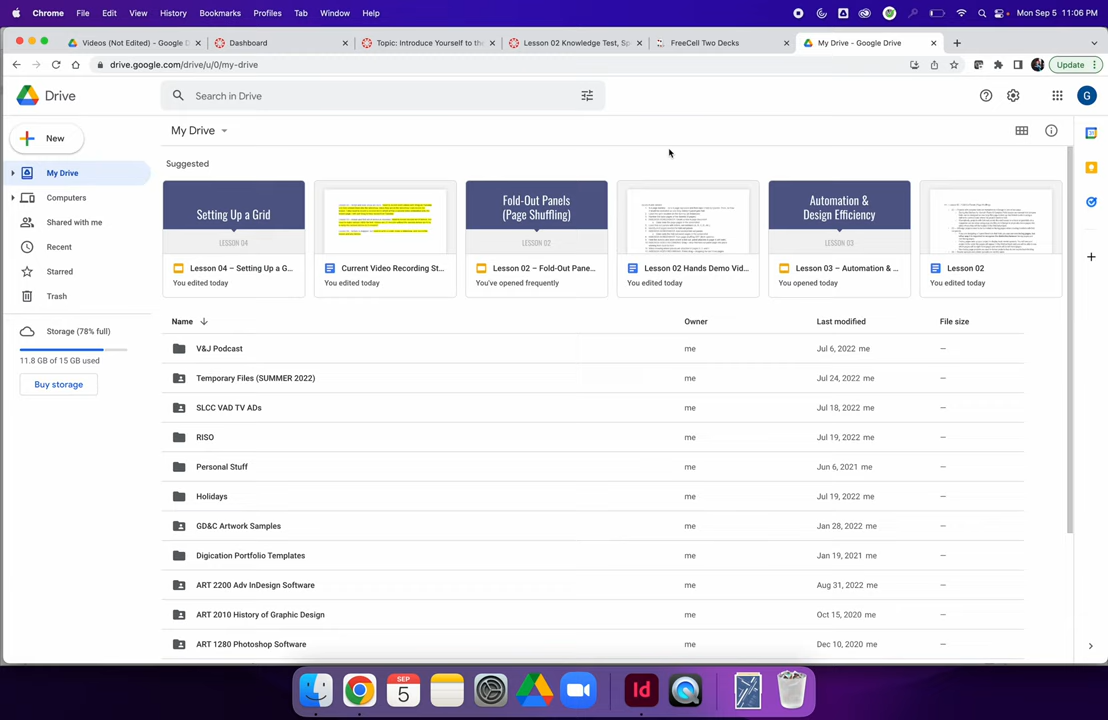 Chrome File Edit View History Bookmarks Profiles Tab Window Help Mon Sep 5 11:06 PM
Videos (Not Edited) - Google D Dashboard Topic: Introduce Yourself to the Lesson 02 Knowledge Test, Sp FreeCell Two Decks My Drive - Google Drive
drive.google.com/drive/u/0/my-drive Update
Drive Search in Drive G
New
My Drive
Computers
Shared with me
Recent
Starred
Trash
Storage (78% full)
11.8 GB of 15 GB used
Buy storage
My Drive
Suggested
Setting Up a Grid
LESSON 04
Lesson 04 – Setting Up a G...
You edited today
Current Video Recording St...
You edited today
Fold-Out Panels
(Page Shuffling)
LESSON 02
Lesson 02 – Fold-Out Pane...
You've opened frequently
Lesson 02 Hands Demo Vid...
You edited today
Automation &
Design Efficiency
LESSON 03
Lesson 03 – Automation & ...
You opened today
Lesson 02
You edited today
Name Owner Last modified File size
V&J Podcast me Jul 6, 2022 me –
Temporary Files (SUMMER 2022) me Jul 24, 2022 me –
SLCC VAD TV ADs me Jul 18, 2022 me –
RISO me Jul 19, 2022 me –
Personal Stuff me Jun 6, 2021 me –
Holidays me Jul 19, 2022 me –
GD&C Artwork Samples me Jan 28, 2022 me –
Digication Portfolio Templates me Jan 19, 2021 me –
ART 2200 Adv InDesign Software me Aug 31, 2022 me –
ART 2010 History of Graphic Design me Oct 15, 2020 me –
ART 1280 Photoshop Software me Dec 10, 2020 me –
SEP
5
Id